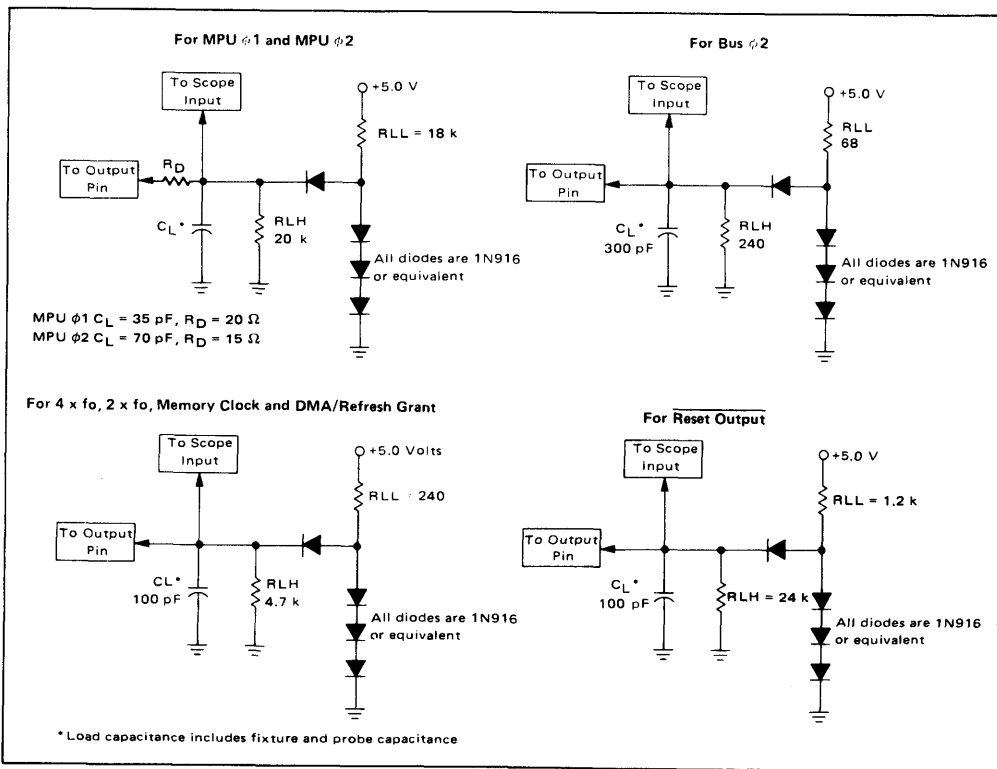 For MPU φ1 and MPU φ2
To Scope
Input
+5.0 V
RLL = 18 k
To Output
Pin
RD
CL*
RLH
20 k
All diodes are 1N916
or equivalent
MPU φ1 CL = 35 pF, RD = 20 Ω
MPU φ2 CL = 70 pF, RD = 15 Ω
For Bus φ2
To Scope
Input
+5.0 V
RLL
68
To Output
Pin
CL*
300 pF
RLH
240
All diodes are 1N916
or equivalent
For 4 x fo, 2 x fo, Memory Clock and DMA/Refresh Grant
To Scope
Input
+5.0 Volts
RLL = 240
To Output
Pin
CL*
100 pF
RLH
4.7 k
All diodes are 1N916
or equivalent
For Reset Output
To Scope
Input
+5.0 V
RLL = 1.2 k
To Output
Pin
CL*
100 pF
RLH = 24 k
All diodes are 1N916
or equivalent
*Load capacitance includes fixture and probe capacitance